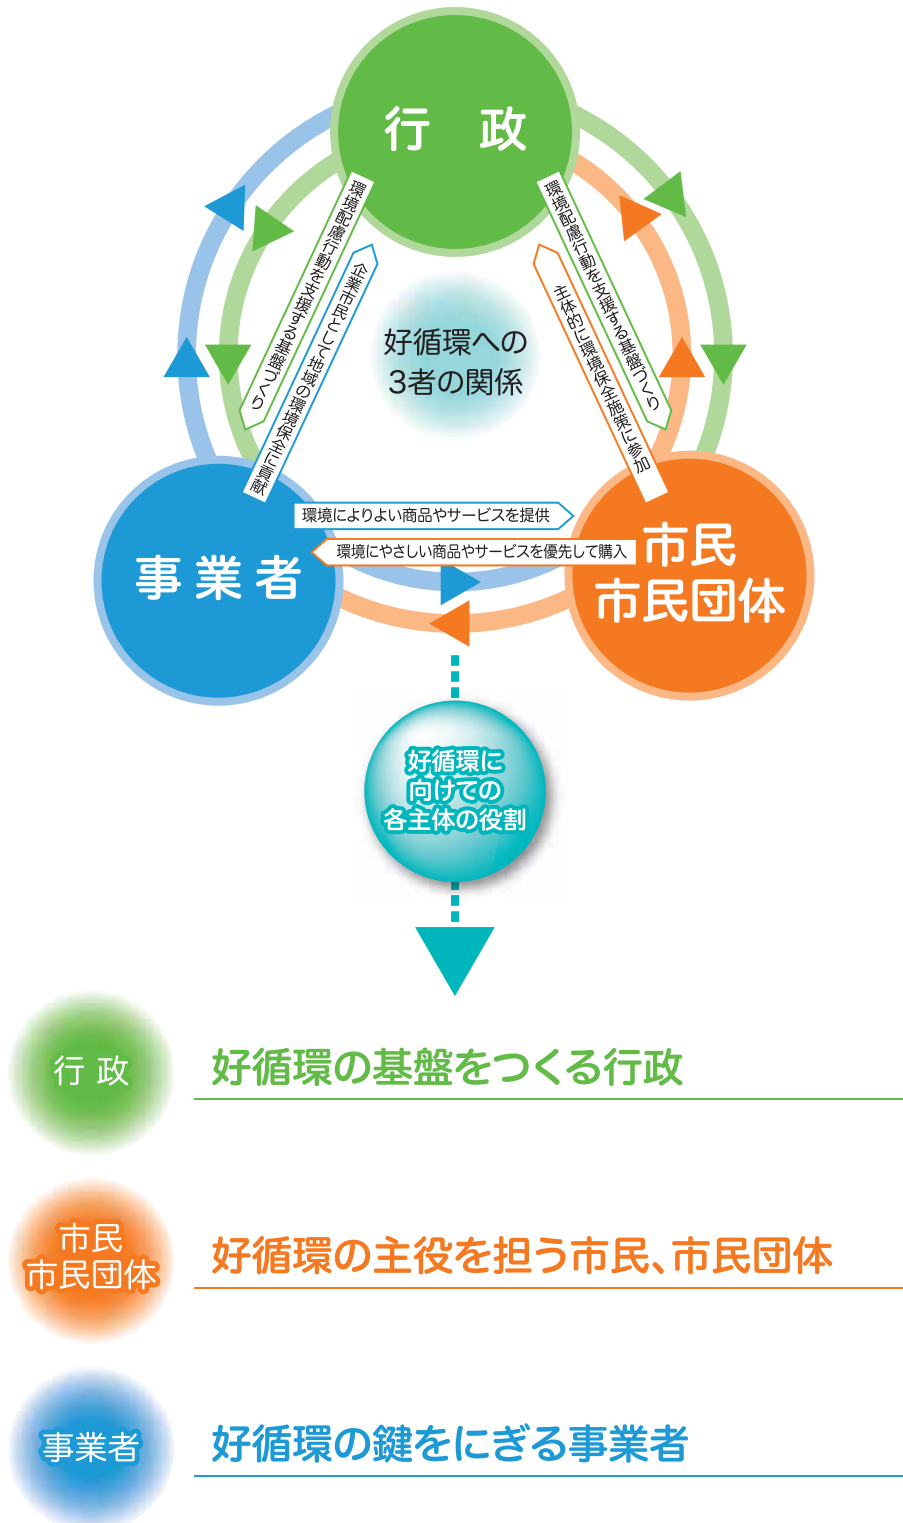 行 政
環境配慮行動を支援する基盤づくり
企業市民として地域の環境保全に貢献
環境配慮行動を支援する基盤づくり
主体的に環境保全施策に参加
好循環への
3者の関係
環境によりよい商品やサービスを提供
環境にやさしい商品やサービスを優先して購入
事業者
市民
市民団体
好循環に
向けての
各主体の役割
行 政
好循環の基盤をつくる行政
市民
市民団体
好循環の主役を担う市民、市民団体
事業者
好循環の鍵をにぎる事業者